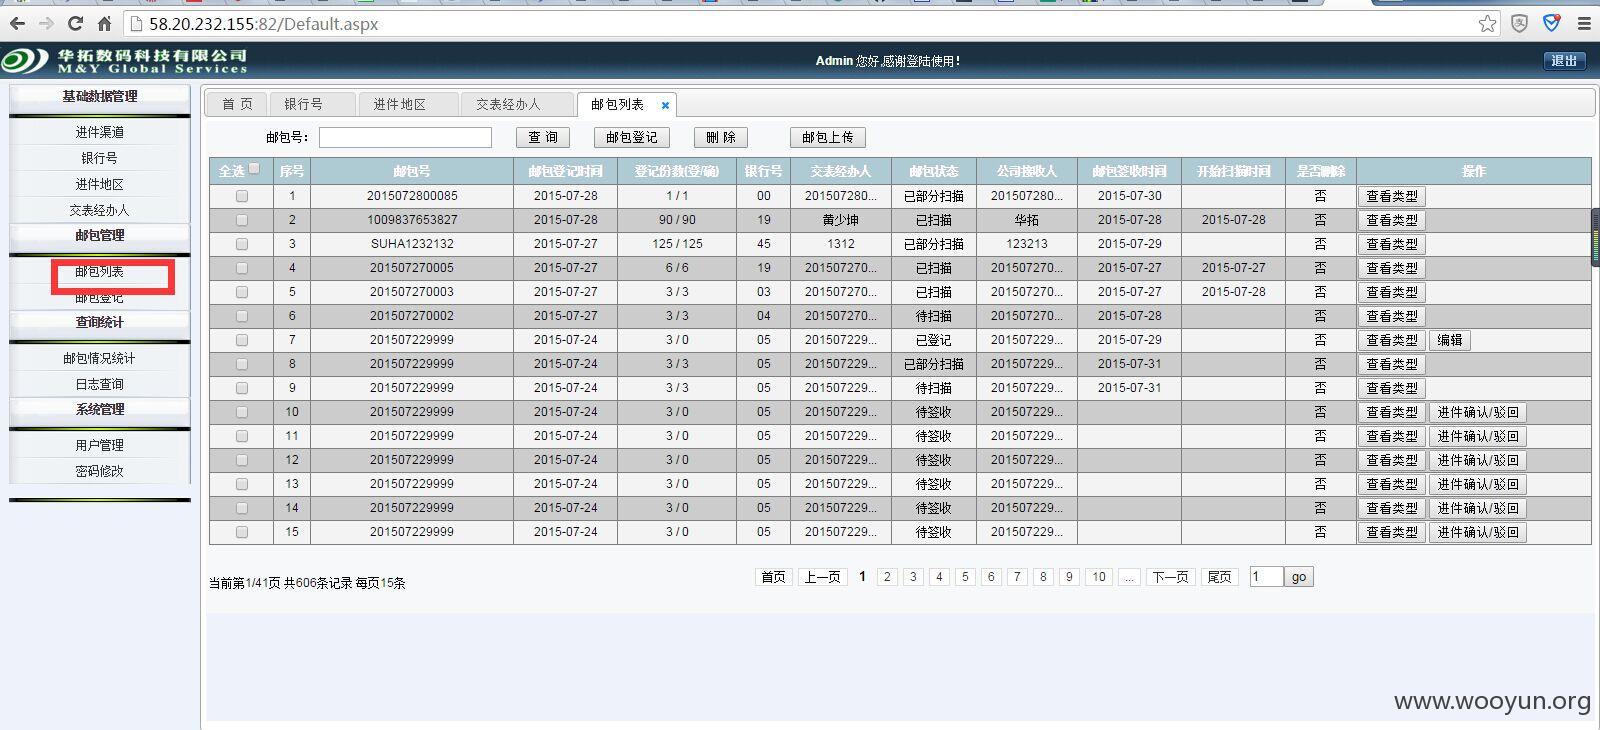 58.20.232.155:82/Default.aspx
华拓数码科技有限公司
M&Y Global Services
Admin 您好,感谢登陆使用!
退出
基础数据管理
进件渠道
银行号
进件地区
交表经办人
邮包管理
邮包列表
邮包登记
查询统计
邮包情况统计
日志查询
系统管理
用户管理
密码修改
首 页 银行号 进件地区 交表经办人 邮包列表 ×
邮包号: 查 询 邮包登记 删 除 邮包上传
全选 序号 邮包号 邮包登记时间 登记份数(登/确) 银行号 交表经办人 邮包状态 公司接收人 邮包签收时间 开始扫描时间 是否删除 操作
1 2015072800085 2015-07-28 1 / 1 00 201507280... 已部分扫描 201507280... 2015-07-30 否 查看类型
2 1009837653827 2015-07-28 90 / 90 19 黄少坤 已扫描 华拓 2015-07-28 2015-07-28 否 查看类型
3 SUHA1232132 2015-07-27 125 / 125 45 1312 已部分扫描 123213 2015-07-29 否 查看类型
4 201507270005 2015-07-27 6 / 6 19 201507270... 已扫描 201507270... 2015-07-27 2015-07-27 否 查看类型
5 201507270003 2015-07-27 3 / 3 03 201507270... 已扫描 201507270... 2015-07-27 2015-07-28 否 查看类型
6 201507270002 2015-07-27 3 / 3 04 201507270... 待扫描 201507270... 2015-07-28 否 查看类型
7 201507229999 2015-07-24 3 / 0 05 201507229... 已登记 201507229... 2015-07-29 否 查看类型 编辑
8 201507229999 2015-07-24 3 / 3 05 201507229... 已部分扫描 201507229... 2015-07-31 否 查看类型
9 201507229999 2015-07-24 3 / 3 05 201507229... 待扫描 201507229... 2015-07-31 否 查看类型
10 201507229999 2015-07-24 3 / 0 05 201507229... 待签收 201507229... 否 查看类型 进件确认/驳回
11 201507229999 2015-07-24 3 / 0 05 201507229... 待签收 201507229... 否 查看类型 进件确认/驳回
12 201507229999 2015-07-24 3 / 0 05 201507229... 待签收 201507229... 否 查看类型 进件确认/驳回
13 201507229999 2015-07-24 3 / 0 05 201507229... 待签收 201507229... 否 查看类型 进件确认/驳回
14 201507229999 2015-07-24 3 / 0 05 201507229... 待签收 201507229... 否 查看类型 进件确认/驳回
15 201507229999 2015-07-24 3 / 0 05 201507229... 待签收 201507229... 否 查看类型 进件确认/驳回
当前第1/41页 共606条记录 每页15条
首页 上一页 1 2 3 4 5 6 7 8 9 10 ... 下一页 尾页 1 go
www.wooyun.org